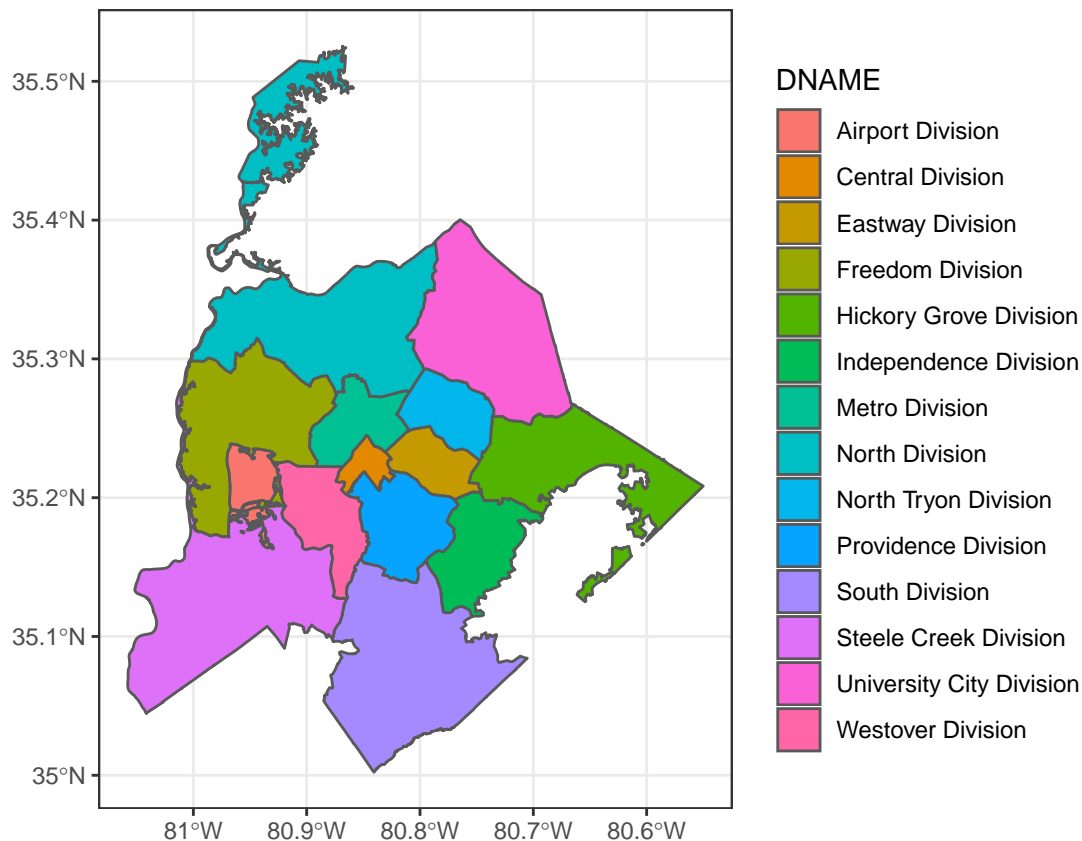 35.5°N
35.4°N
35.3°N
35.2°N
35.1°N
35°N
81°W 80.9°W 80.8°W 80.7°W 80.6°W
DNAME
Airport Division
Central Division
Eastway Division
Freedom Division
Hickory Grove Division
Independence Division
Metro Division
North Division
North Tryon Division
Providence Division
South Division
Steele Creek Division
University City Division
Westover Division